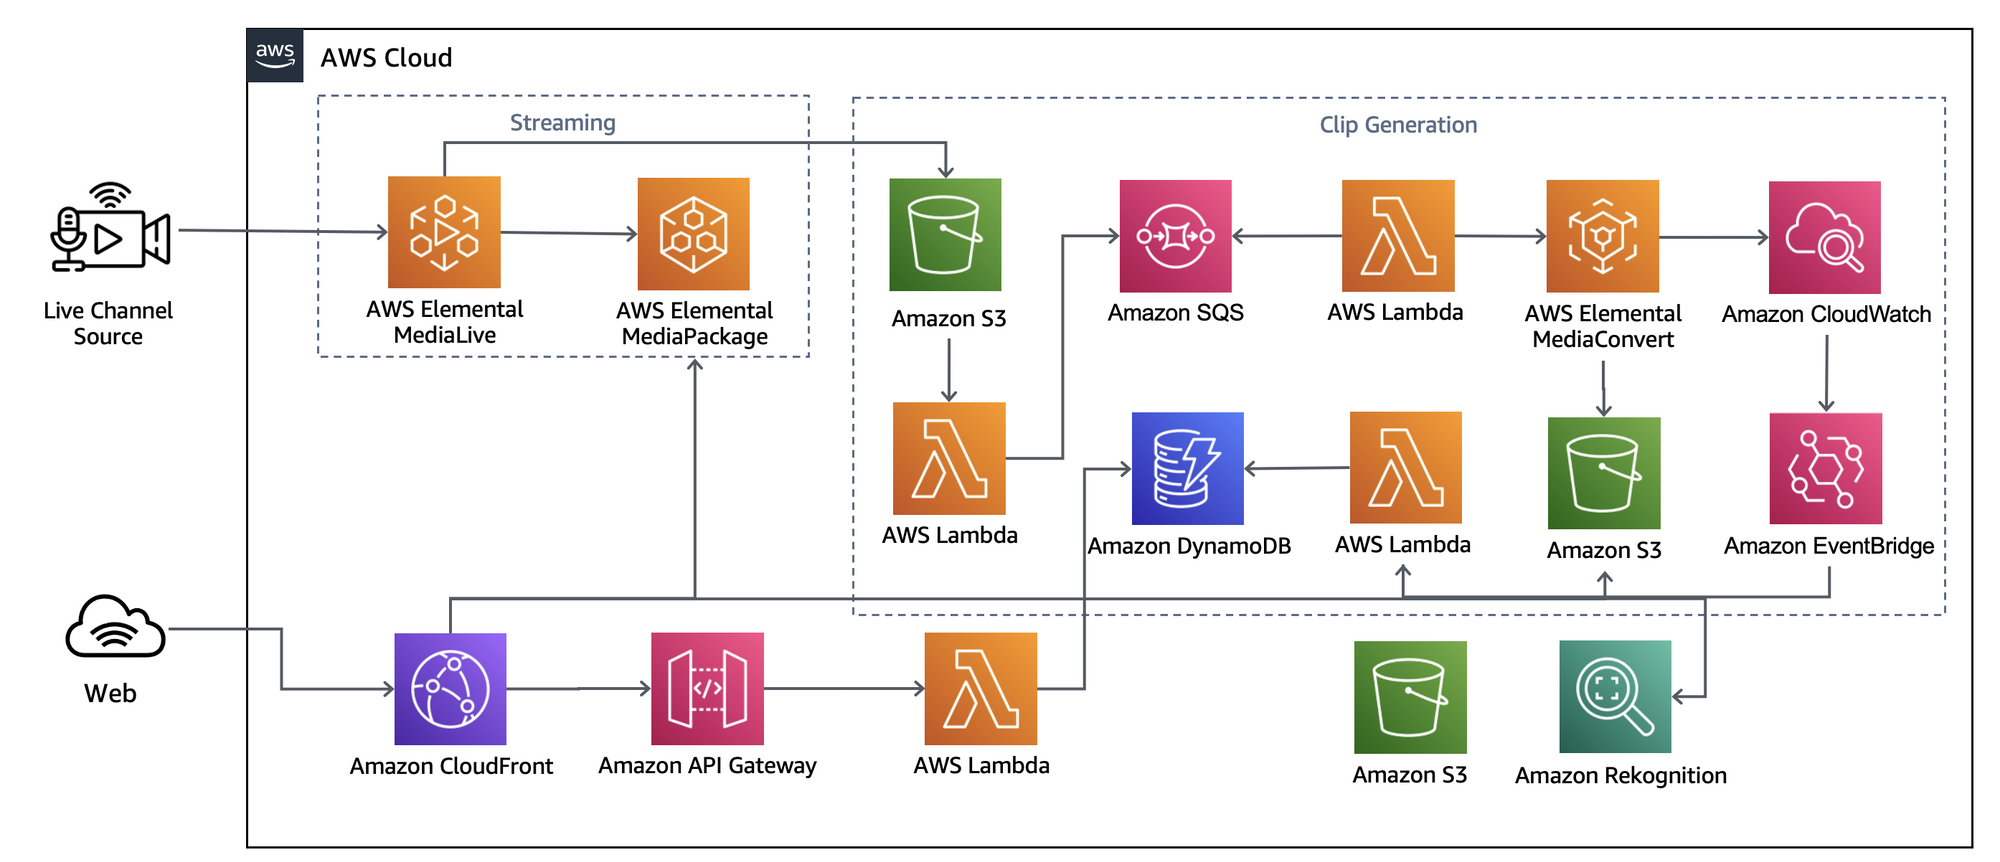 aws
AWS Cloud
Streaming
Clip Generation
Live Channel
Source
AWS Elemental
MediaLive
AWS Elemental
MediaPackage
Amazon S3
Amazon SQS
AWS Lambda
AWS Elemental
MediaConvert
Amazon CloudWatch
AWS Lambda
Amazon DynamoDB
AWS Lambda
Amazon S3
Amazon EventBridge
Web
Amazon CloudFront
Amazon API Gateway
</>
AWS Lambda
Amazon S3
Amazon Rekognition